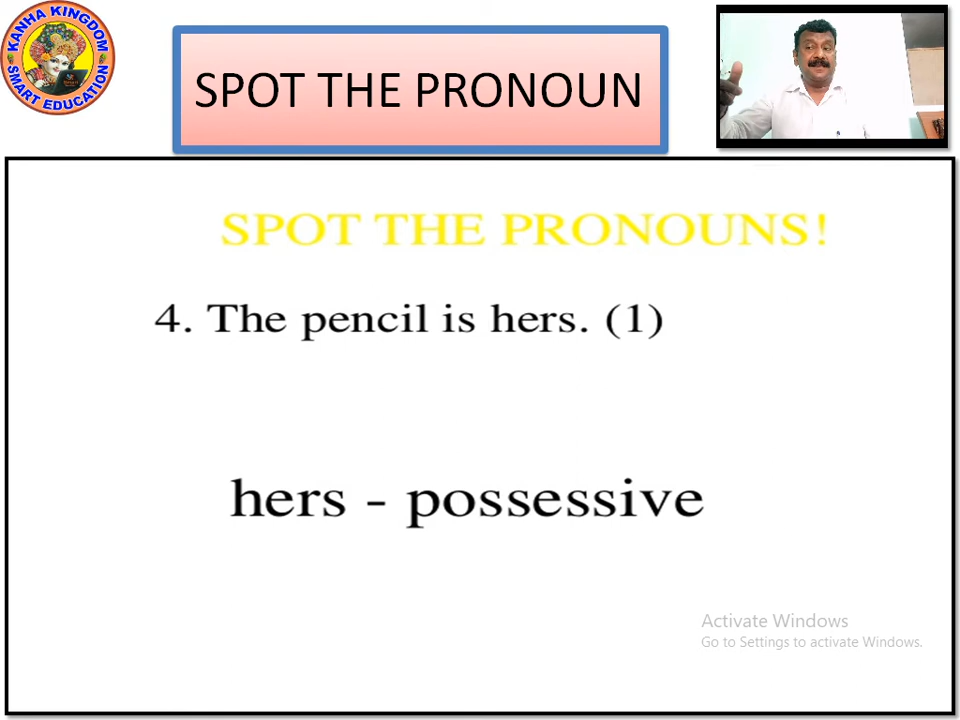 KANHA KINGDOM
SMART EDUCATION
SPOT THE PRONOUN
SPOT THE PRONOUNS!
4. The pencil is hers. (1)
hers - possessive
Activate Windows
Go to Settings to activate Windows.